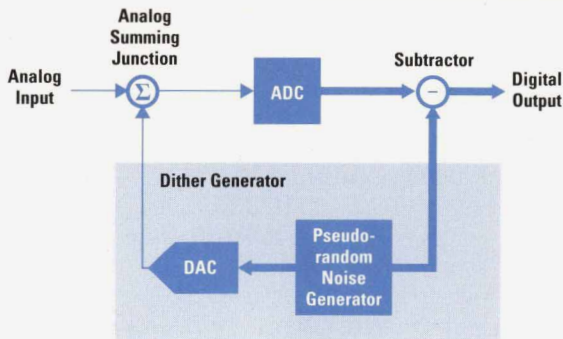 Analog
Summing
Junction
Analog
Input
Σ
ADC
Subtractor
−
Digital
Output
Dither Generator
DAC
Pseudo-
random
Noise
Generator